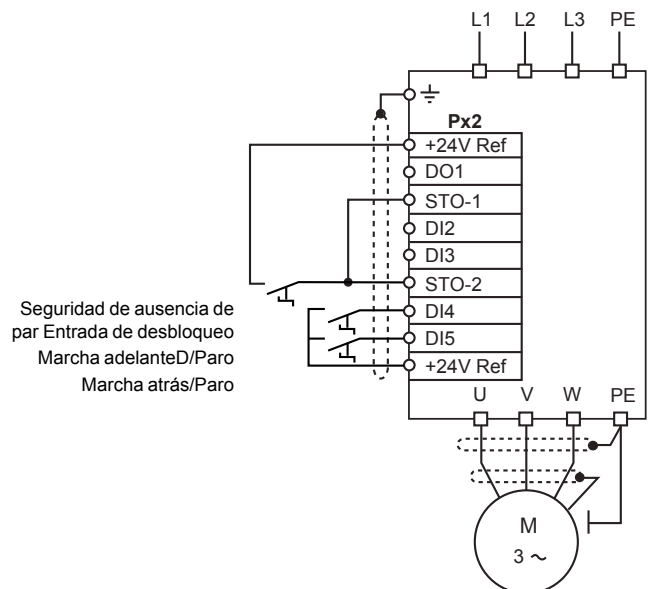 L1 L2 L3 PE
Px2
+24V Ref
DO1
STO-1
DI2
DI3
STO-2
DI4
DI5
+24V Ref
Seguridad de ausencia de
par Entrada de desbloqueo
Marcha adelanteD/Paro
Marcha atrás/Paro
U V W PE
M
3 ~